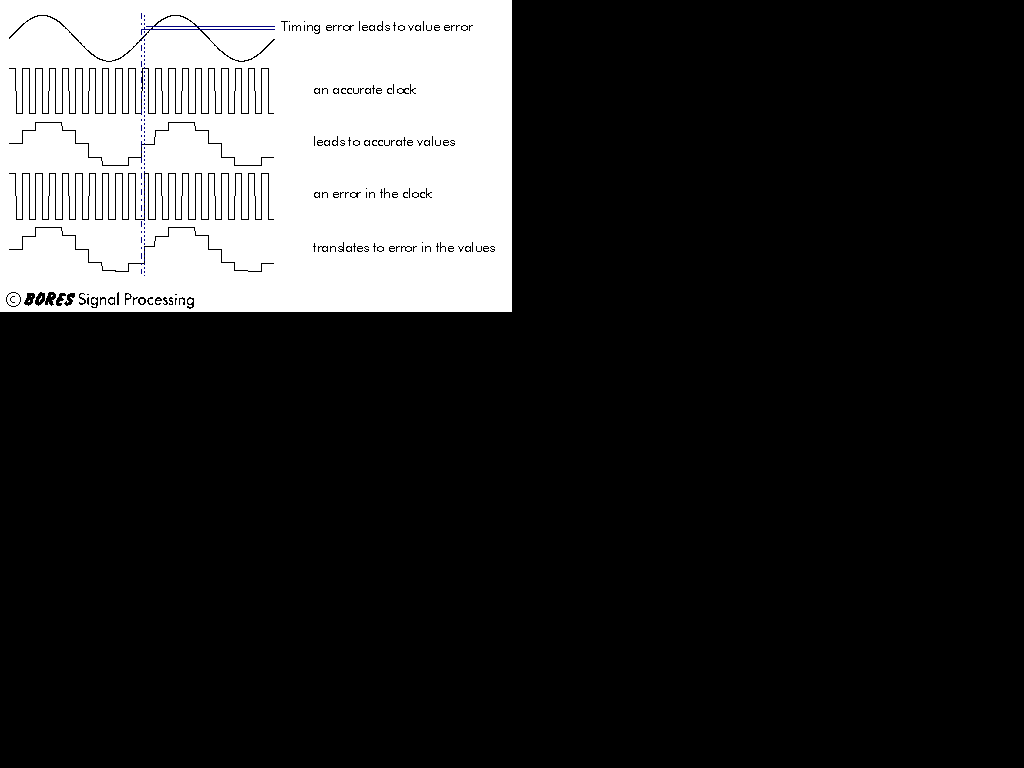 Timing error leads to value error
an accurate clock
leads to accurate values
an error in the clock
translates to error in the values
© BORES Signal Processing